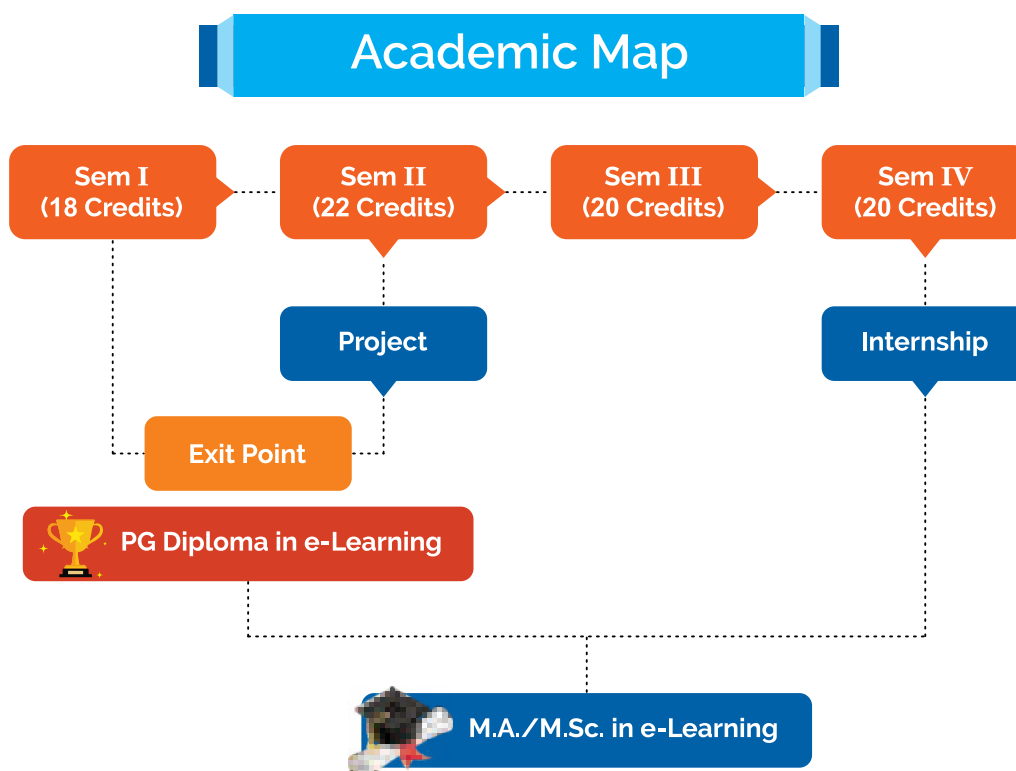 Academic Map
Sem I
(18 Credits)
Sem II
(22 Credits)
Sem III
(20 Credits)
Sem IV
(20 Credits)
Project
Internship
Exit Point
PG Diploma in e-Learning
M.A./M.Sc. in e-Learning